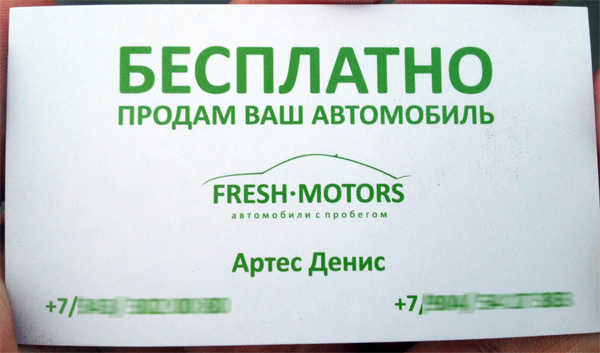 БЕСПЛАТНО
ПРОДАМ ВАШ АВТОМОБИЛЬ
FRESH·MOTORS
автомобили с пробегом
Артес Денис
+7/ +7/